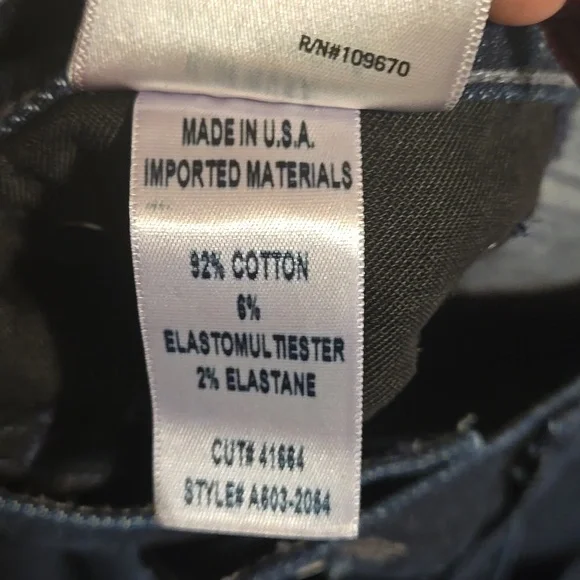 R/N#109670
MADE IN U.S.A.
IMPORTED MATERIALS
92% COTTON
6%
ELASTOMULTIESTER
2% ELASTANE
CUT# 41664
STYLE# A603-2064